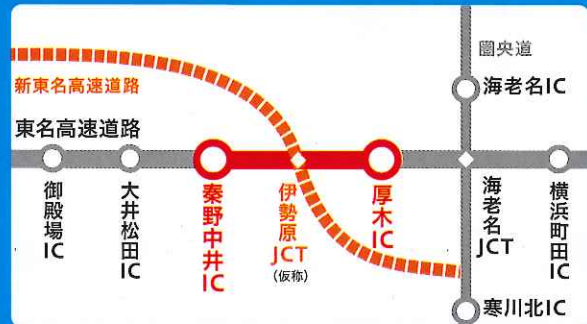 圏央道
海老名IC
新東名高速道路
東名高速道路
御殿場IC
大井松田IC
秦野中井IC
伊勢原JCT
(仮称)
厚木IC
海老名JCT
横浜町田IC
寒川北IC